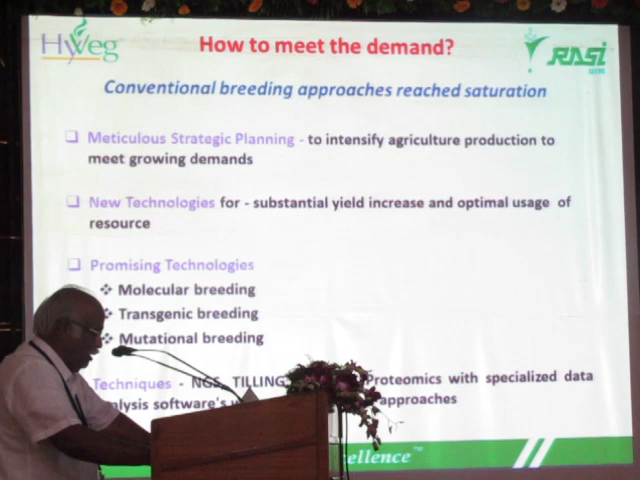 HyVeg
How to meet the demand?
RASI
Conventional breeding approaches reached saturation
Meticulous Strategic Planning - to intensify agriculture production to
meet growing demands
New Technologies for - substantial yield increase and optimal usage of
resource
Promising Technologies
Molecular breeding
Transgenic breeding
Mutational breeding
Techniques - NGS, TILLING Proteomics with specialized data
software's approaches